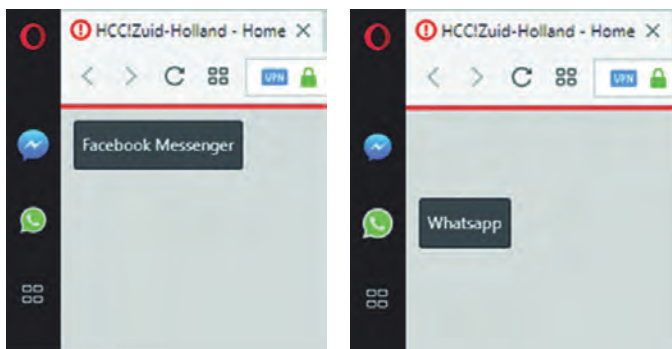 HCC!Zuid-Holland - Home
VPN
Facebook Messenger
HCC!Zuid-Holland - Home
VPN
Whatsapp